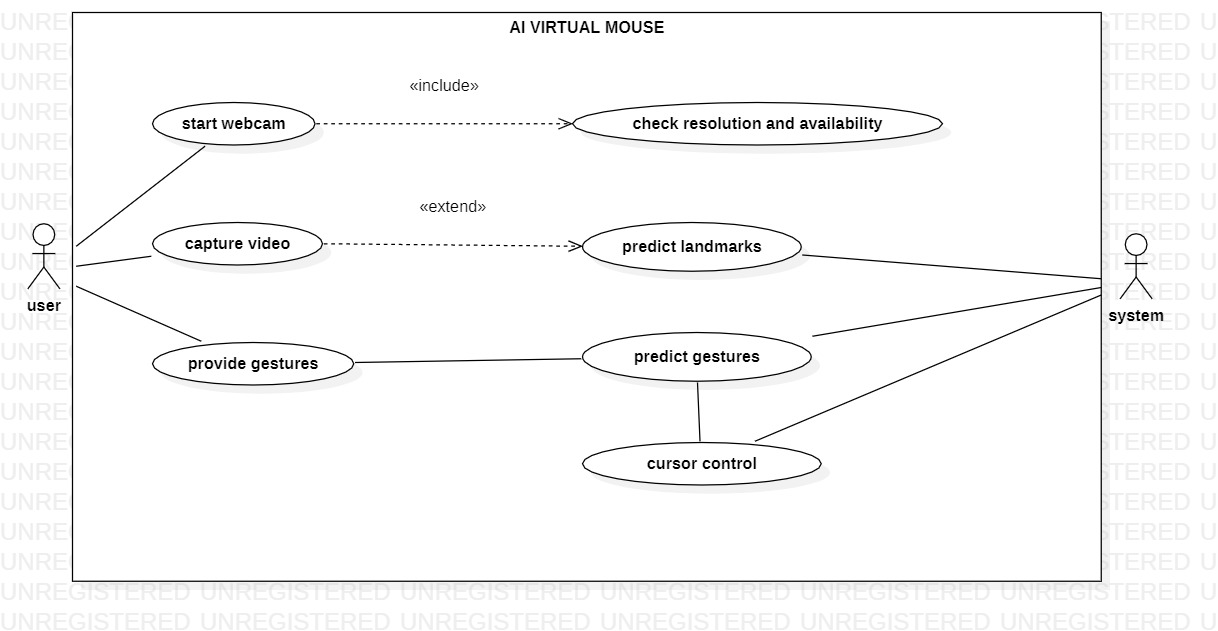 AI VIRTUAL MOUSE
«include»
start webcam
check resolution and availability
«extend»
capture video
predict landmarks
user
system
provide gestures
predict gestures
cursor control
UNREGISTERED UNREGISTERED UNREGISTERED UNREGISTERED UNREGISTERED UNREGISTERED U
UNREGISTERED UNREGISTERED UNREGISTERED UNREGISTERED UNREGISTERED UNREGISTERED U